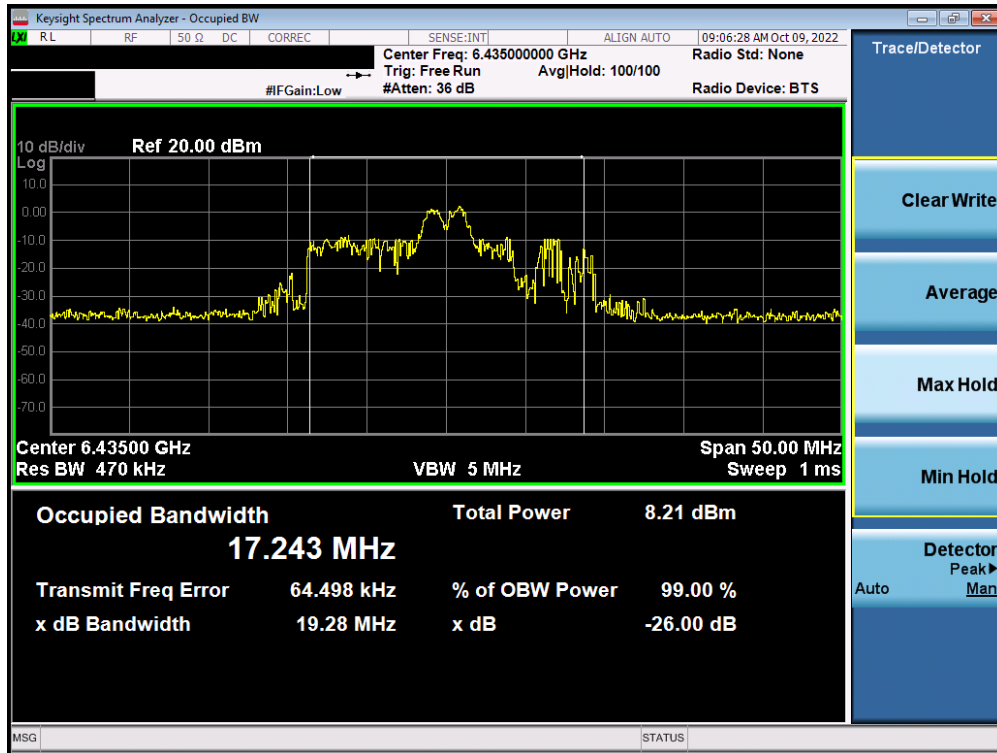 Keysight Spectrum Analyzer - Occupied BW
LXI RL RF 50 Ω DC CORREC SENSE:INT ALIGN AUTO 09:06:28 AM Oct 09, 2022
Center Freq: 6.435000000 GHz Radio Std: None
Trig: Free Run Avg|Hold: 100/100
#IFGain:Low #Atten: 36 dB Radio Device: BTS
10 dB/div Ref 20.00 dBm
Log
10.0
0.00
-10.0
-20.0
-30.0
-40.0
-50.0
-60.0
-70.0
Center 6.43500 GHz Span 50.00 MHz
Res BW 470 kHz VBW 5 MHz Sweep 1 ms
Occupied Bandwidth Total Power 8.21 dBm
17.243 MHz
Transmit Freq Error 64.498 kHz % of OBW Power 99.00 %
x dB Bandwidth 19.28 MHz x dB -26.00 dB
MSG STATUS
Trace/Detector
Clear Write
Average
Max Hold
Min Hold
Detector
Peak▶
Auto Man